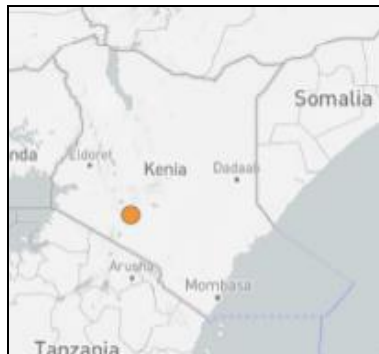 Somalia
nda
Eldoret
Kenia
Dadaab
Arusha
Mombasa
Tanzania